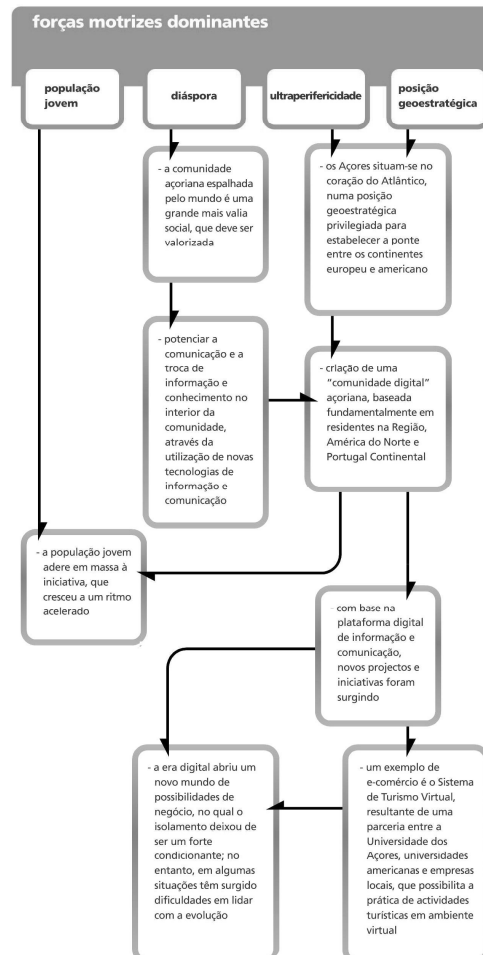 forças motrizes dominantes
população
jovem
diáspora
ultraperifericidade
posição
geoestratégica
- a comunidade
açoriana espalhada
pelo mundo é uma
grande mais valia
social, que deve ser
valorizada
- os Açores situam-se no
coração do Atlântico,
numa posição
geoestratégica
privilegiada para
estabelecer a ponte
entre os continentes
europeu e americano
- potenciar a
comunicação e a
troca de
informação e
conhecimento no
interior da
comunidade,
através da
utilização de novas
tecnologias de
informação e
comunicação
- criação de uma
"comunidade digital"
açoriana, baseada
fundamentalmente em
residentes na Região,
América do Norte e
Portugal Continental
- a população jovem
adere em massa à
iniciativa, que
cresceu a um ritmo
acelerado
- com base na
plataforma digital
de informação e
comunicação,
novos projectos e
iniciativas foram
surgindo
- a era digital abriu um
novo mundo de
possibilidades de
negócio, no qual o
isolamento deixou de
ser um forte
condicionante; no
entanto, em algumas
situações têm surgido
dificuldades em lidar
com a evolução
- um exemplo de
e-comércio é o Sistema
de Turismo Virtual,
resultante de uma
parceria entre a
Universidade dos
Açores, universidades
americanas e empresas
locais, que possibilita a
prática de actividades
turísticas em ambiente
virtual